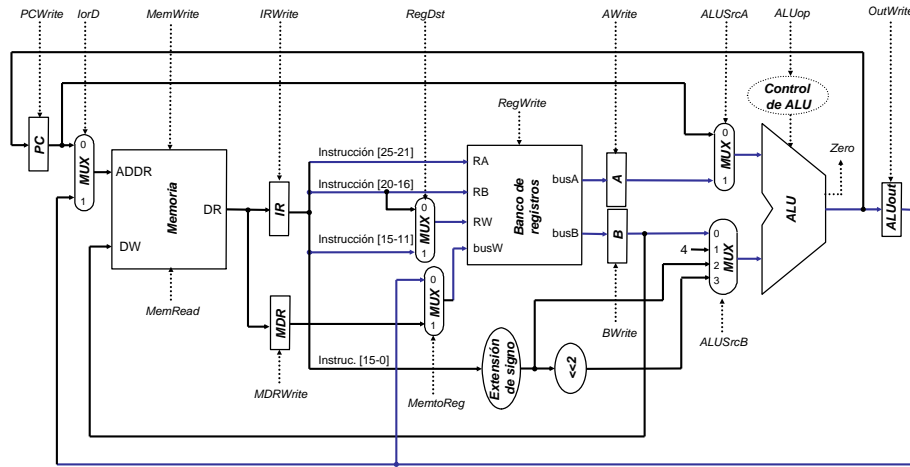 PCWrite
IorD
MemWrite
IRWrite
RegDst
AWrite
ALUSrcA
ALUop
OutWrite
RegWrite
Control
de ALU
Zero
PC
0
MUX
1
ADDR
Memoria
DR
DW
MemRead
IR
MDR
MDRWrite
Instrucción [25-21]
Instrucción [20-16]
Instrucción [15-11]
Instruc. [15-0]
0
MUX
1
0
MUX
1
MemtoReg
RA
RB
RW
busW
Banco de
registros
busA
busB
A
B
BWrite
Extensión
de signo
<<2
0
MUX
1
4
0
1
2
3
MUX
ALUSrcB
ALU
ALUout